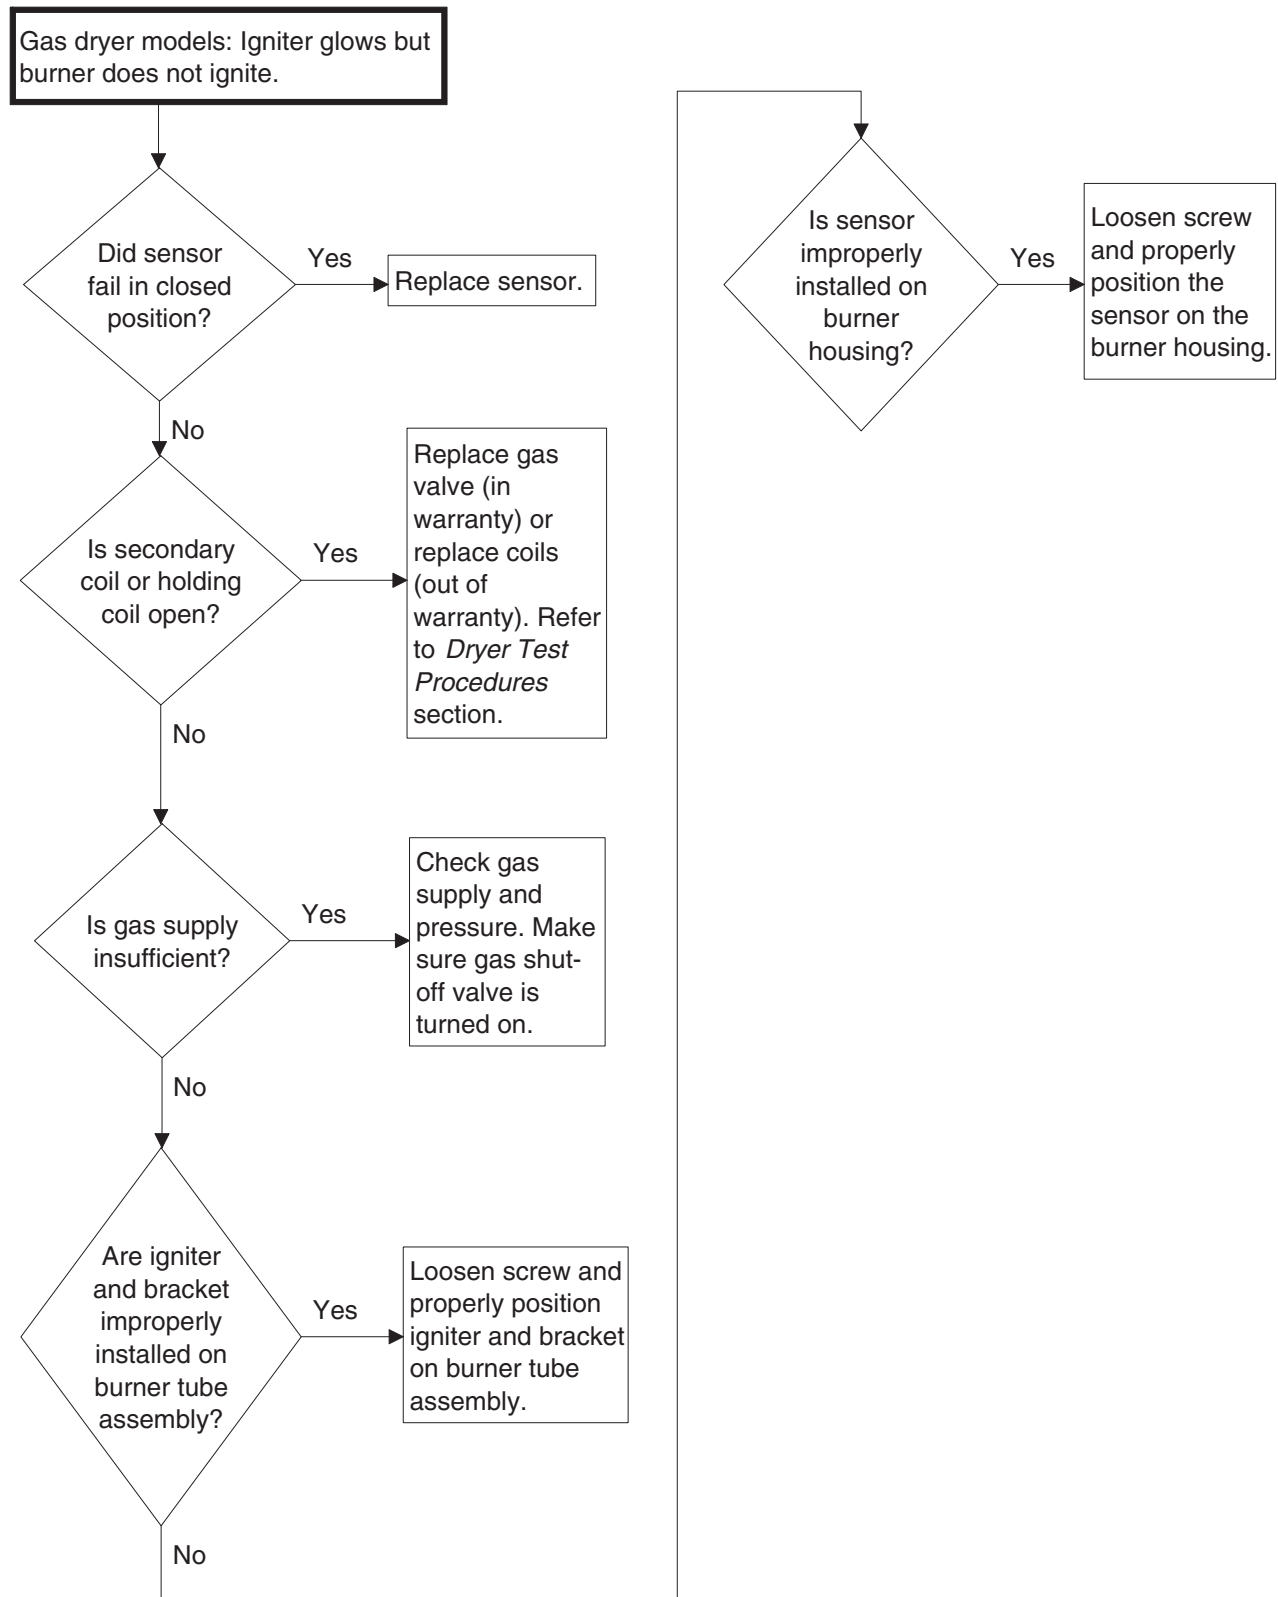 Gas dryer models: Igniter glows but
burner does not ignite.
Did sensor
fail in closed
position?
Yes
Replace sensor.
No
Is secondary
coil or holding
coil open?
Yes
Replace gas
valve (in
warranty) or
replace coils
(out of
warranty). Refer
to Dryer Test
Procedures
section.
No
Is gas supply
insufficient?
Yes
Check gas
supply and
pressure. Make
sure gas shut-
off valve is
turned on.
No
Are igniter
and bracket
improperly
installed on
burner tube
assembly?
Yes
Loosen screw and
properly position
igniter and bracket
on burner tube
assembly.
No
Is sensor
improperly
installed on
burner
housing?
Yes
Loosen screw
and properly
position the
sensor on the
burner housing.